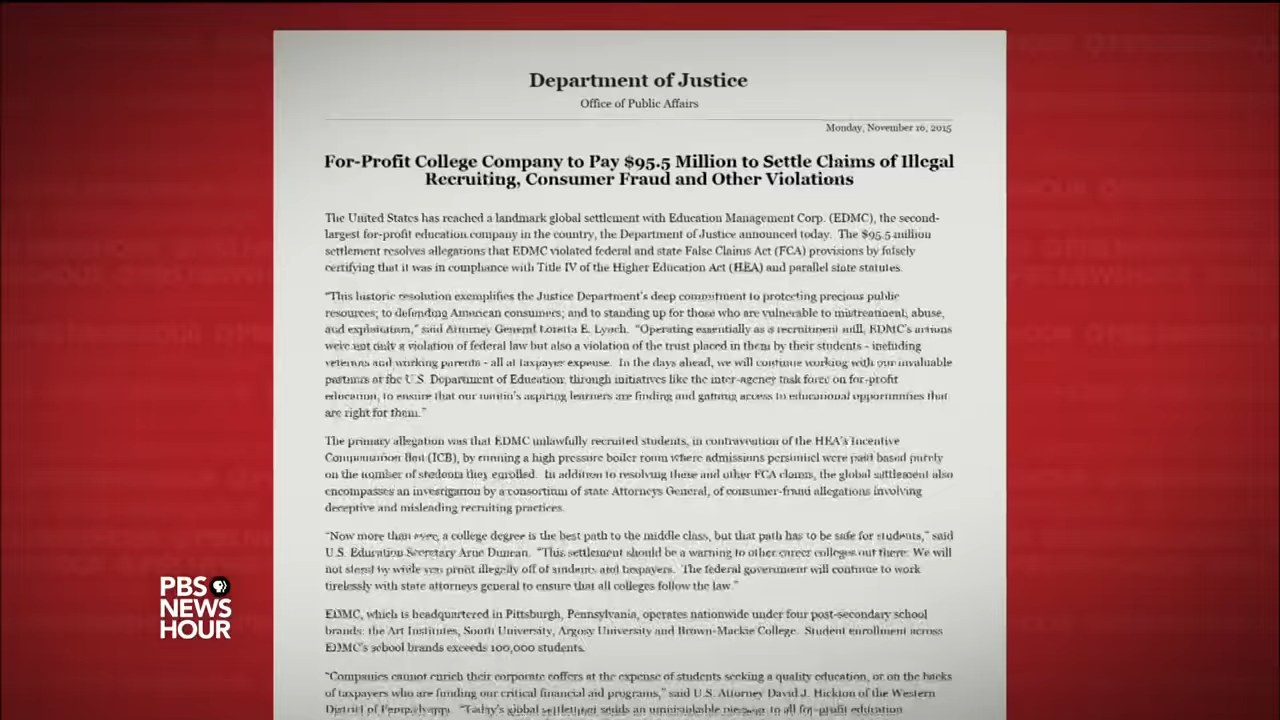 Department of Justice
Office of Public Affairs
Monday, November 16, 2015
For-Profit College Company to Pay $95.5 Million to Settle Claims of Illegal
Recruiting, Consumer Fraud and Other Violations
The United States has reached a landmark global settlement with Education Management Corp. (EDMC), the second-
largest for-profit education company in the country, the Department of Justice announced today. The $95.5 million
settlement resolves allegations that EDMC violated federal and state False Claims Act (FCA) provisions by falsely
certifying that it was in compliance with Title IV of the Higher Education Act (HEA) and parallel state statutes.
"This historic resolution exemplifies the Justice Department's deep commitment to protecting precious public
resources; to defending American consumers; and to standing up for those who are vulnerable to mistreatment, abuse,
and exploitation," said Attorney General Loretta E. Lynch. "Operating essentially as a recruitment mill, EDMC's actions
were not only a violation of federal law but also a violation of the trust placed in them by their students - including
veterans and working parents - all at taxpayer expense. In the days ahead, we will continue working with our invaluable
partners at the U.S. Department of Education, through initiatives like the inter-agency task force on for-profit
education, to ensure that our nation's aspiring learners are finding and gaining access to educational opportunities that
are right for them."
The primary allegation was that EDMC unlawfully recruited students, in contravention of the HEA's Incentive
Compensation Ban (ICB), by running a high pressure boiler room where admissions personnel were paid based purely
on the number of students they enrolled. In addition to resolving these and other FCA claims, the global settlement also
encompasses an investigation by a consortium of state Attorneys General, of consumer-fraud allegations involving
deceptive and misleading recruiting practices.
"Now more than ever, a college degree is the best path to the middle class, but that path has to be safe for students," said
U.S. Education Secretary Arne Duncan. "This settlement should be a warning to other career colleges out there: We will
not stand by while you profit illegally off of students and taxpayers. The federal government will continue to work
tirelessly with state attorneys general to ensure that all colleges follow the law."
EDMC, which is headquartered in Pittsburgh, Pennsylvania, operates nationwide under four post-secondary school
brands: the Art Institutes, South University, Argosy University and Brown-Mackie College. Student enrollment across
EDMC's school brands exceeds 100,000 students.
"Companies cannot enrich their corporate coffers at the expense of students seeking a quality education, or on the backs
of taxpayers who are funding our critical financial aid programs," said U.S. Attorney David J. Hickton of the Western
District of Pennsylvania. "Today's global settlement sends an unmistakable message to all for-profit education
PBS
NEWS
HOUR